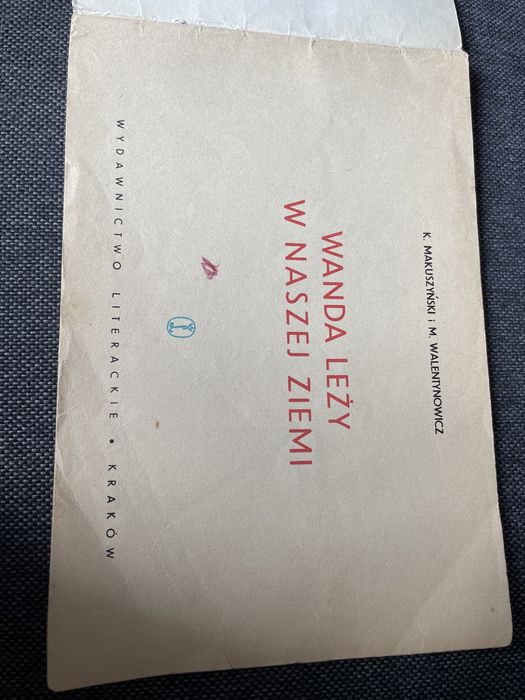 K. MAKUSZYŃSKI i M. WALENTYNOWICZ
WANDA LEŻY
W NASZEJ ZIEMI
WYDAWNICTWO LITERACKIE • KRAKÓW